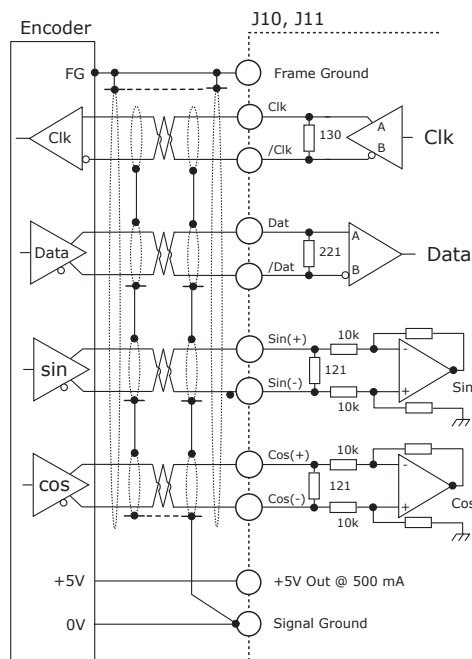 Encoder
J10, J11
FG
Frame Ground
Clk
Clk
/Clk
130
A
B
Clk
Data
Dat
/Dat
221
A
B
Data
sin
Sin(+)
Sin(-)
121
10k
10k
-
+
Sin
cos
Cos(+)
Cos(-)
121
10k
10k
-
+
Cos
+5V
+5V Out @ 500 mA
0V
Signal Ground